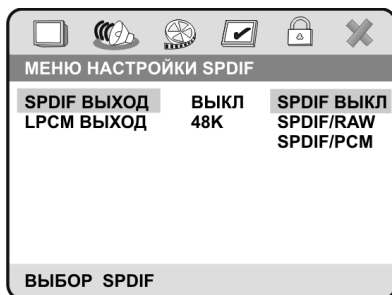 МЕНЮ НАСТРОЙКИ SPDIF
SPDIF ВЫХОД ВЫКЛ SPDIF ВЫКЛ
LPCM ВЫХОД 48K SPDIF/RAW
SPDIF/PCM
ВЫБОР SPDIF